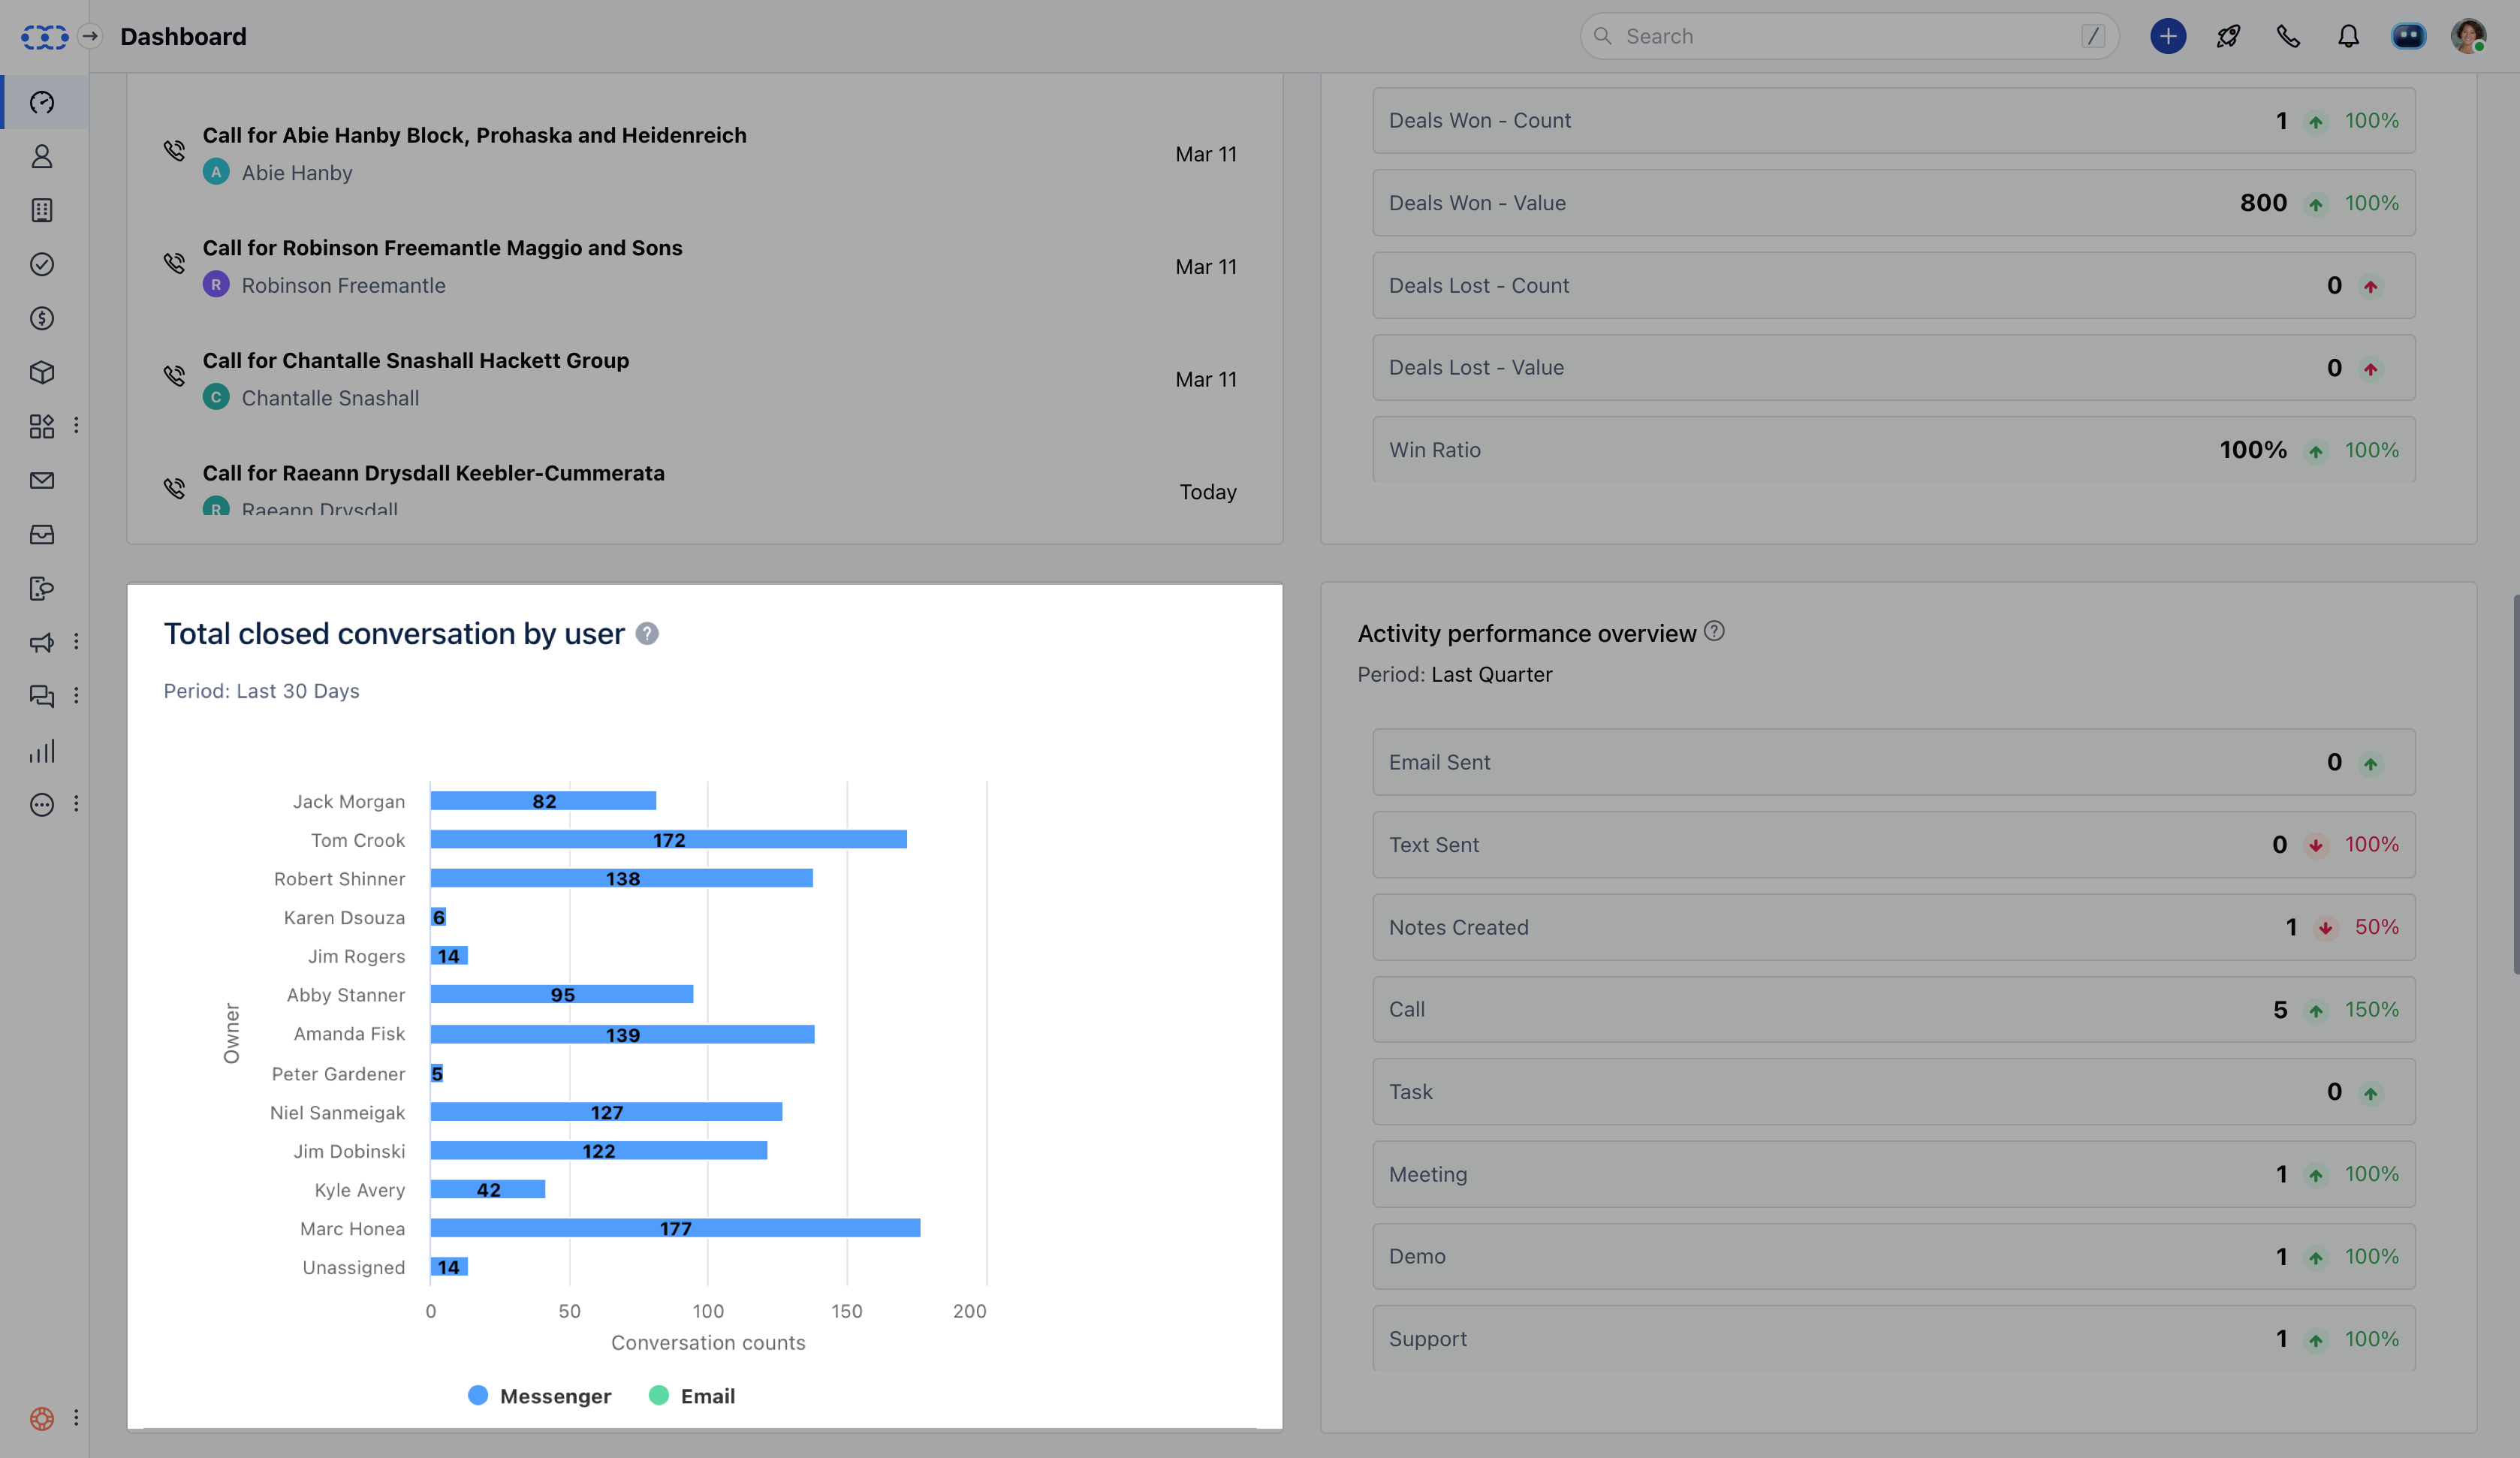 Dashboard
Search
/
Call for Abie Hanby Block, Prohaska and Heidenreich
A Abie Hanby
Mar 11
Call for Robinson Freemantle Maggio and Sons
R Robinson Freemantle
Mar 11
Call for Chantalle Snashall Hackett Group
C Chantalle Snashall
Mar 11
Call for Raeann Drysdall Keebler-Cummerata
R Raeann Drysdall
Today
Deals Won - Count 1 100%
Deals Won - Value 800 100%
Deals Lost - Count 0
Deals Lost - Value 0
Win Ratio 100% 100%
Total closed conversation by user ?
Period: Last 30 Days
Owner
Jack Morgan 82
Tom Crook 172
Robert Shinner 138
Karen Dsouza 6
Jim Rogers 14
Abby Stanner 95
Amanda Fisk 139
Peter Gardener 5
Niel Sanmeigak 127
Jim Dobinski 122
Kyle Avery 42
Marc Honea 177
Unassigned 14
0 50 100 150 200
Conversation counts
Messenger Email
Activity performance overview ?
Period: Last Quarter
Email Sent 0
Text Sent 0 100%
Notes Created 1 50%
Call 5 150%
Task 0
Meeting 1 100%
Demo 1 100%
Support 1 100%